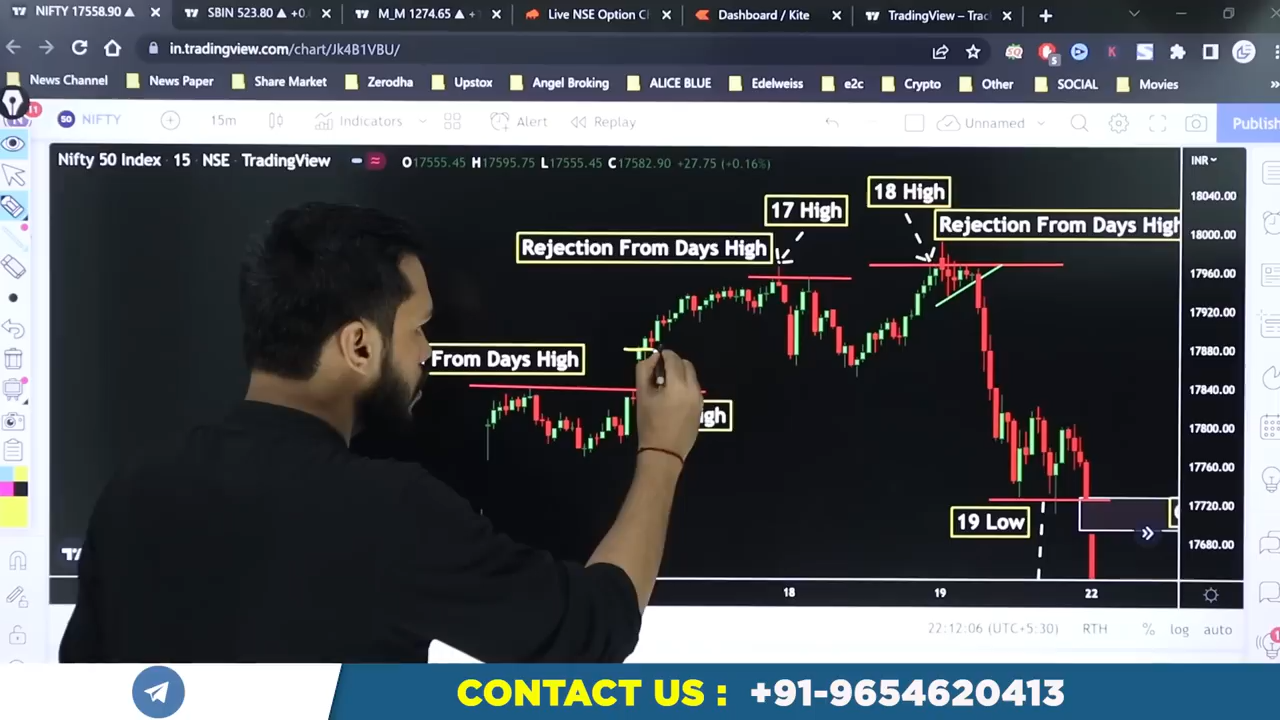 NIFTY 17558.90 ▲
SBIN 523.80 ▲ +0.
M_M 1274.65 ▲ +
Live NSE Option C
Dashboard / Kite
TradingView – Trac
in.tradingview.com/chart/Jk4B1VBU/
News Channel
News Paper
Share Market
Zerodha
Upstox
Angel Broking
ALICE BLUE
Edelweiss
e2c
Crypto
Other
SOCIAL
Movies
50 NIFTY
15m
Indicators
Alert
Replay
Unnamed
Publish
Nifty 50 Index · 15 · NSE · TradingView
O17555.45 H17595.75 L17555.45 C17582.90 +27.75 (+0.16%)
INR
18 High
17 High
Rejection From Days High
Rejection From Days High
From Days High
igh
19 Low
18040.00
18000.00
17960.00
17920.00
17880.00
17840.00
17800.00
17760.00
17720.00
17680.00
18
19
22
22:12:06 (UTC+5:30)
RTH
%
log
auto
CONTACT US : +91-9654620413